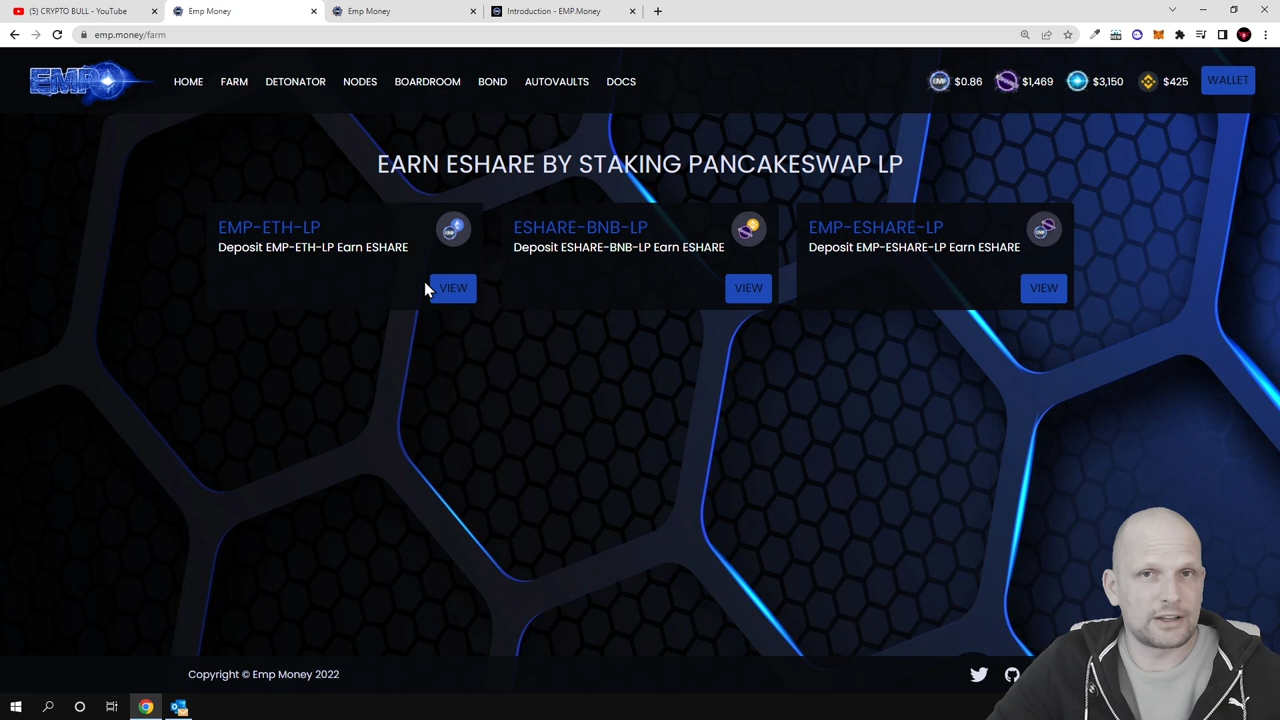 (5) CRYPTO BULL - YouTube
Emp Money
Emp Money
Introduction - EMP.Money
emp.money/farm
EMP
HOME
FARM
DETONATOR
NODES
BOARDROOM
BOND
AUTOVAULTS
DOCS
$0.86
$1,469
$3,150
$425
WALLET
EARN ESHARE BY STAKING PANCAKESWAP LP
EMP-ETH-LP
Deposit EMP-ETH-LP Earn ESHARE
VIEW
ESHARE-BNB-LP
Deposit ESHARE-BNB-LP Earn ESHARE
VIEW
EMP-ESHARE-LP
Deposit EMP-ESHARE-LP Earn ESHARE
VIEW
Copyright © Emp Money 2022